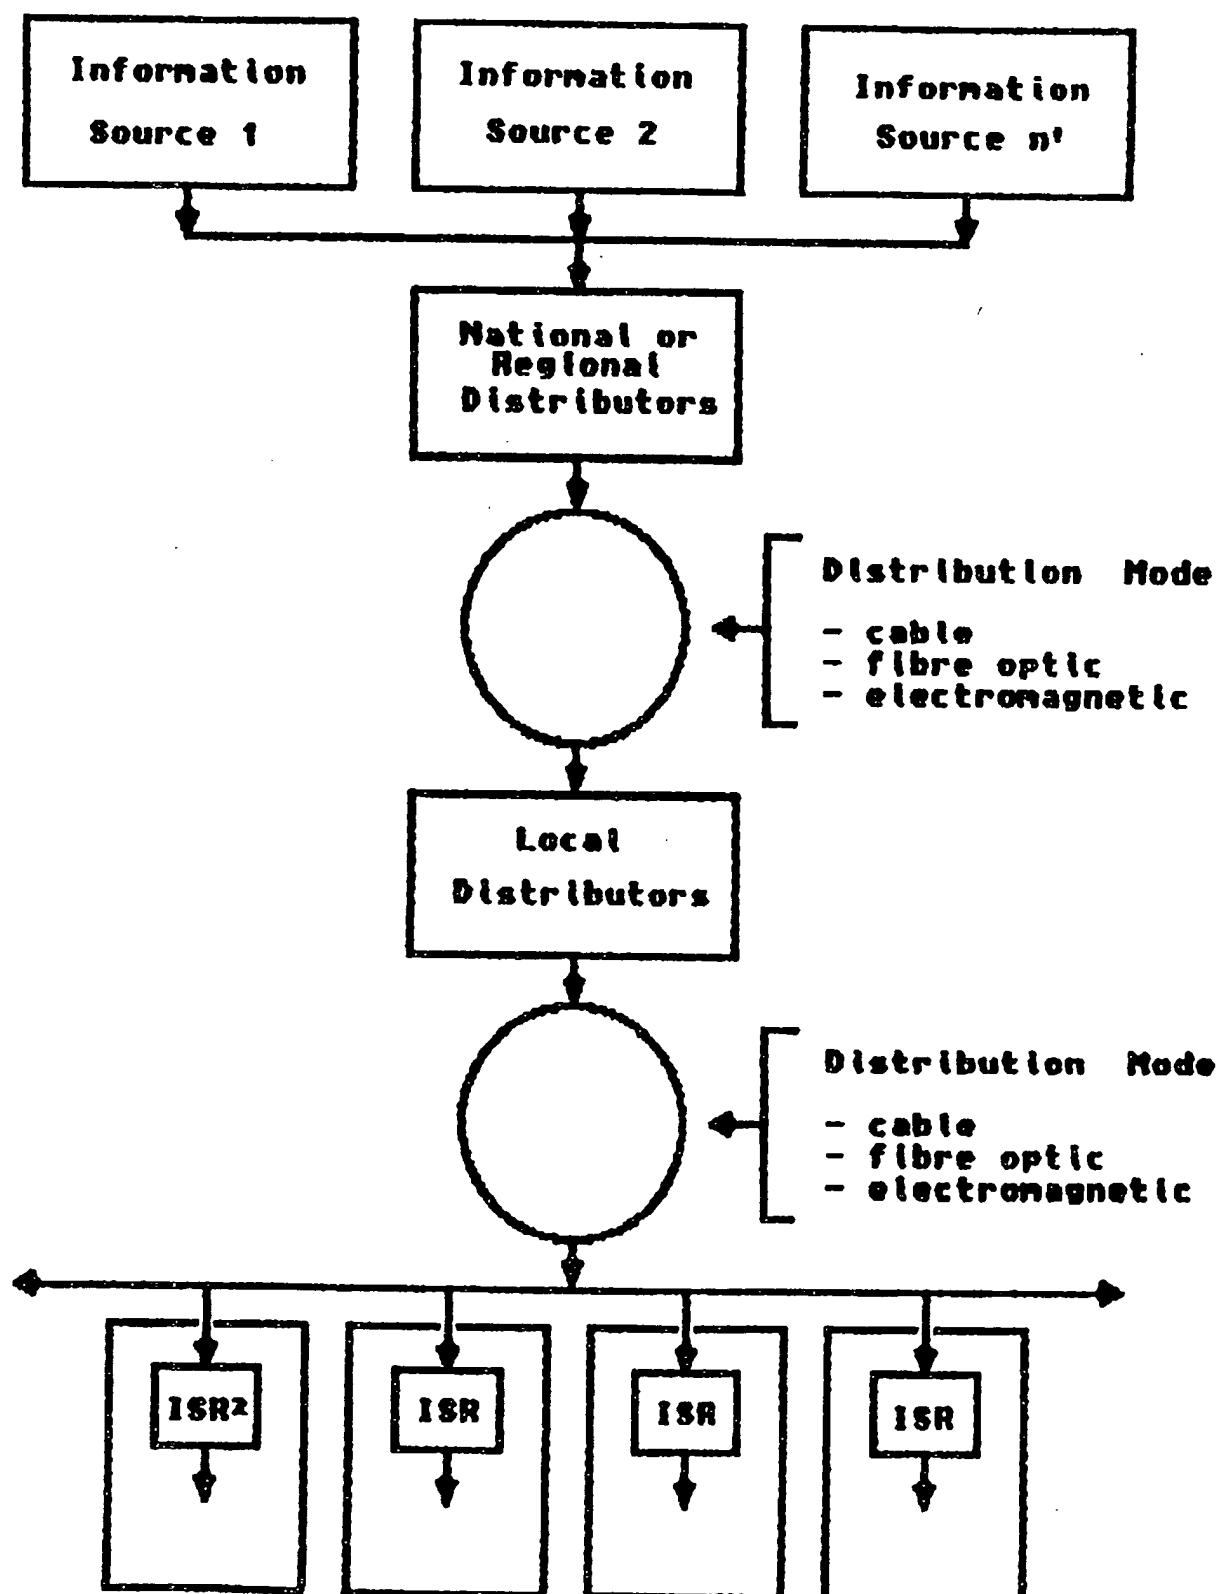 Information
Source 1
Information
Source 2
Information
Source n¹
National or
Regional
Distributors
Distribution Mode
- cable
- fibre optic
- electromagnetic
Local
Distributors
Distribution Mode
- cable
- fibre optic
- electromagnetic
ISR²
ISR
ISR
ISR